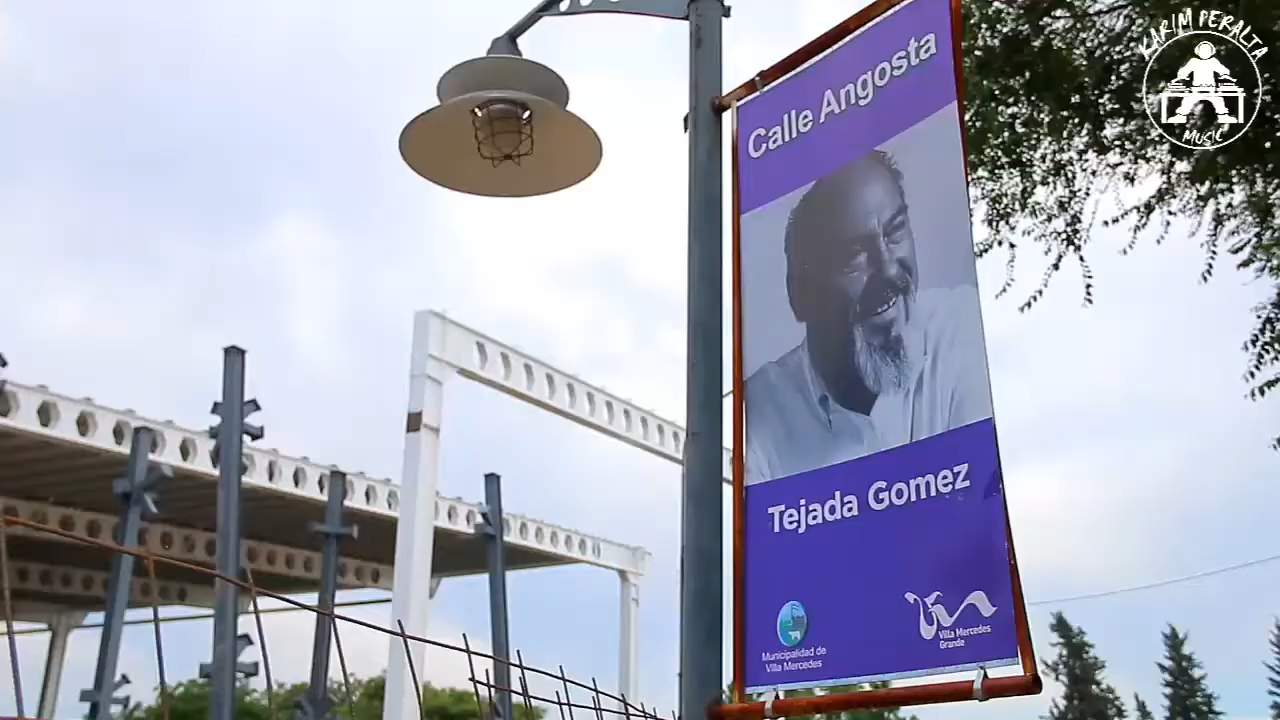 KARIM PERALTA
MUSIC
Calle Angosta
Tejada Gomez
Municipalidad de
Villa Mercedes
Villa Mercedes
Grande